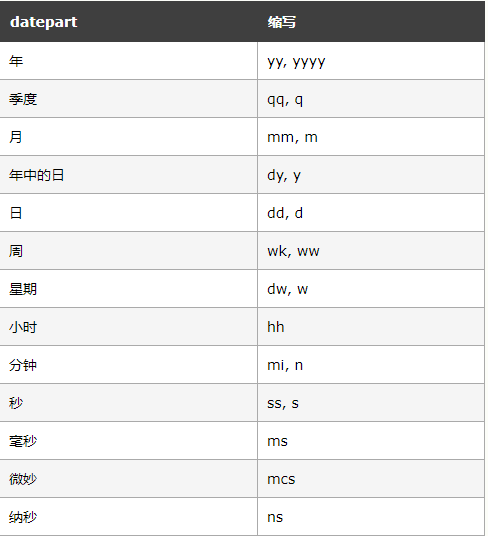 datepart 缩写
年 yy, yyyy
季度 qq, q
月 mm, m
年中的日 dy, y
日 dd, d
周 wk, ww
星期 dw, w
小时 hh
分钟 mi, n
秒 ss, s
毫秒 ms
微妙 mcs
纳秒 ns